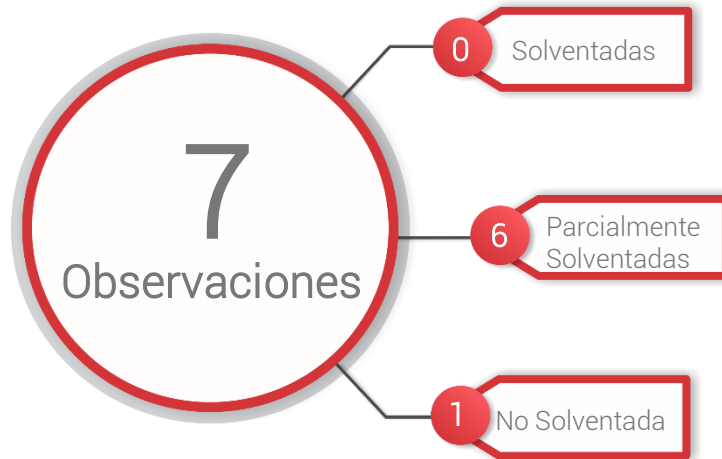 7
Observaciones
0
Solventadas
6
Parcialmente
Solventadas
1
No Solventada